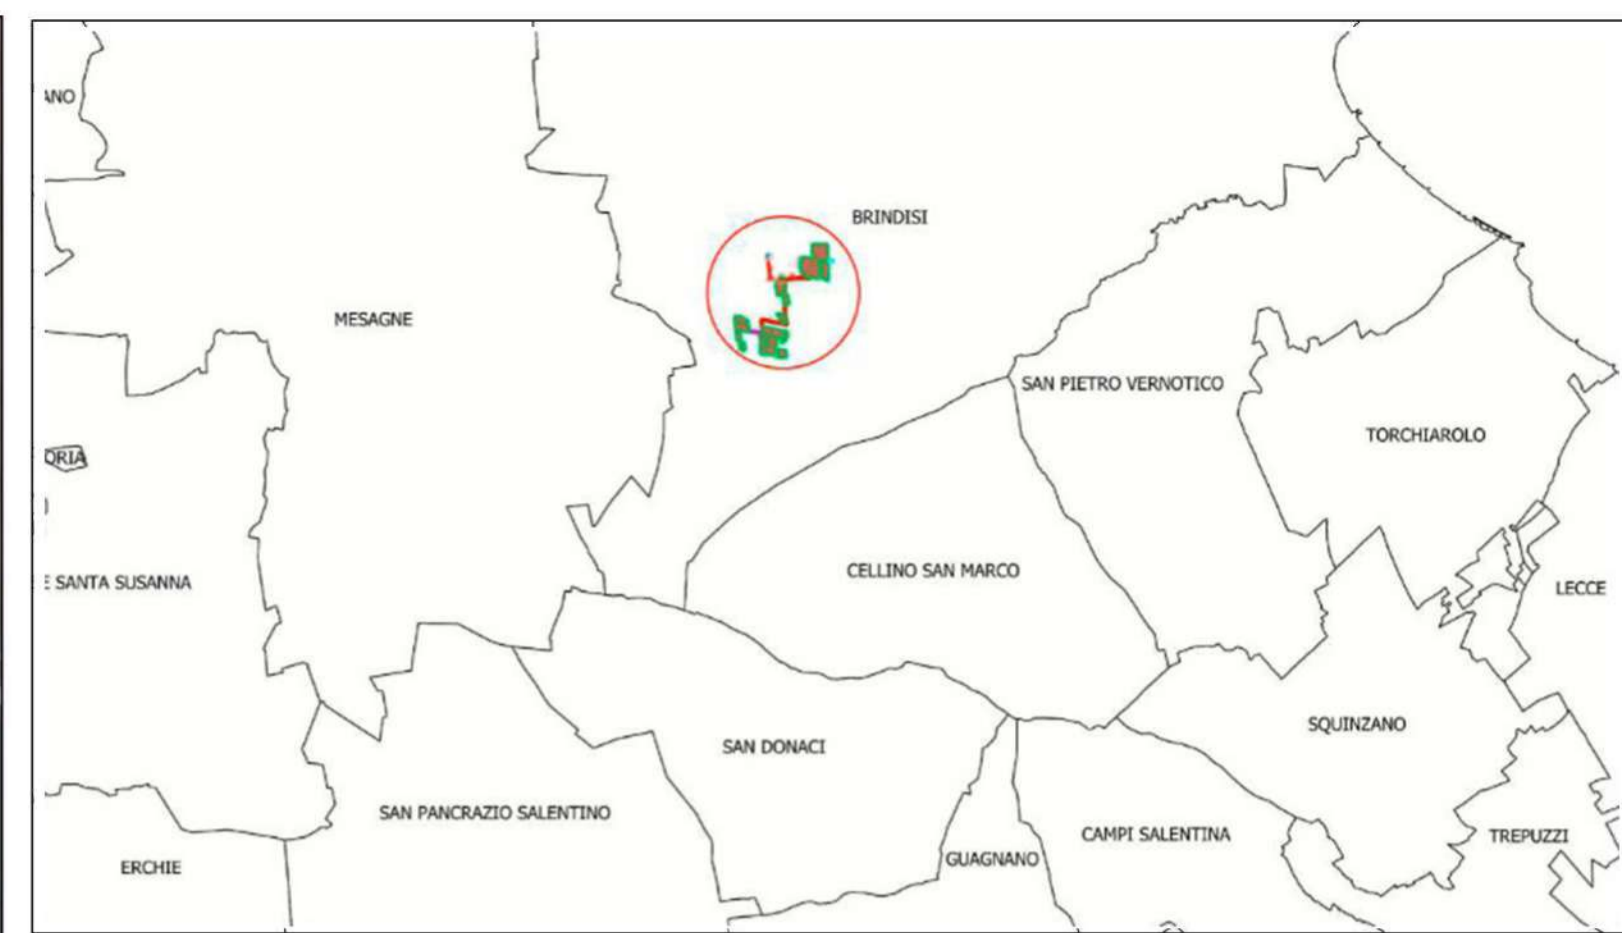 ANO
BRINDISI
MESAGNE
SAN PIETRO VERNOTICO
TORCHIAROLO
ORIA
CELLINO SAN MARCO
E SANTA SUSANNA
LECCE
SQUINZANO
SAN DONACI
SAN PANCRAZIO SALENTINO
CAMPI SALENTINA
TREPUZZI
GUAGNANO
ERCHIE